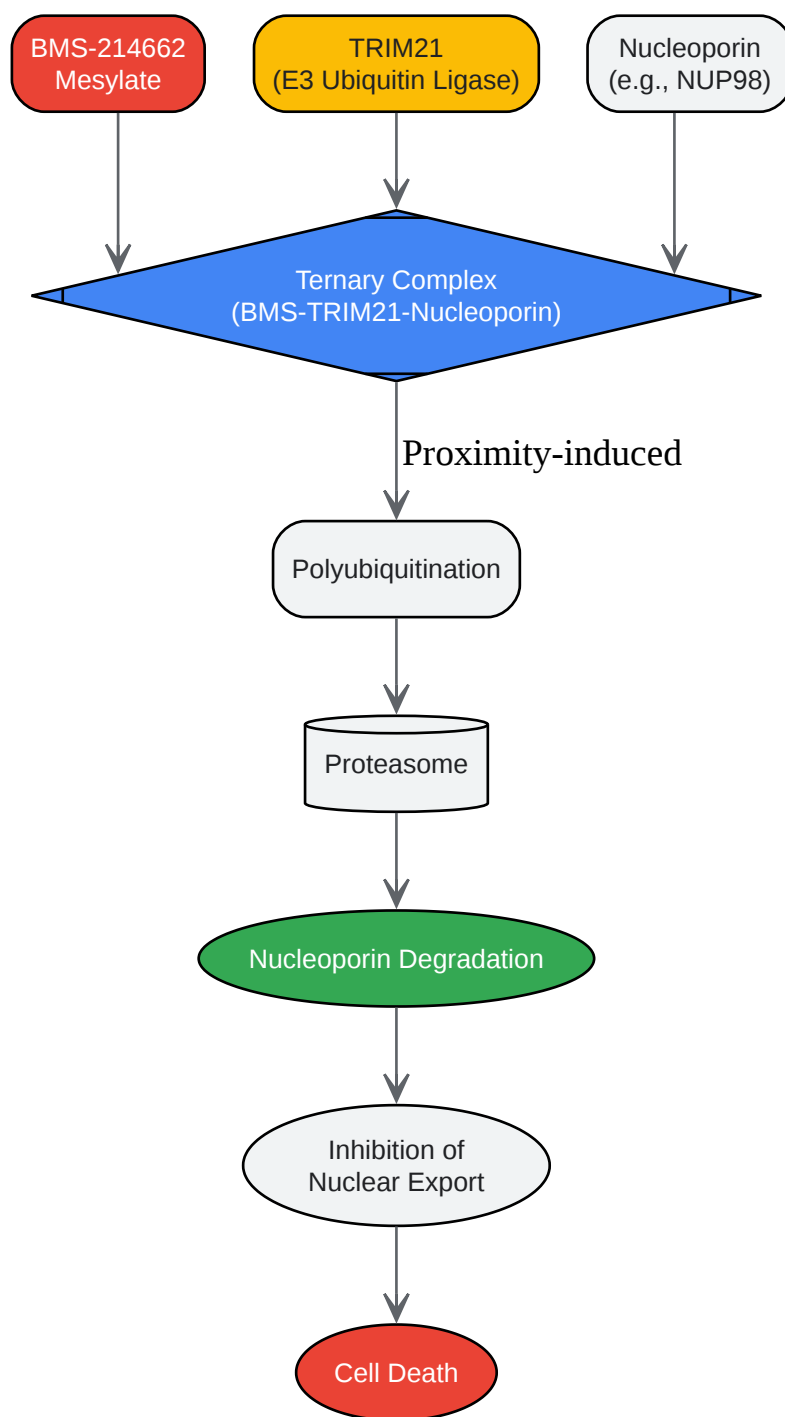 BMS-214662
Mesylate
TRIM21
(E3 Ubiquitin Ligase)
Nucleoporin
(e.g., NUP98)
Ternary Complex
(BMS-TRIM21-Nucleoporin)
Proximity-induced
Polyubiquitination
Proteasome
Nucleoporin Degradation
Inhibition of
Nuclear Export
Cell Death